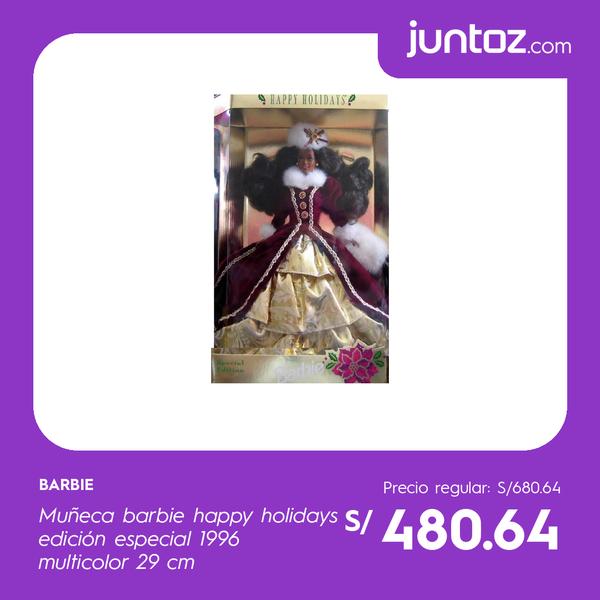 juntoz.com
HAPPY HOLIDAYS
Special
Edition
Barbie
BARBIE
Muñeca barbie happy holidays
edición especial 1996
multicolor 29 cm
Precio regular: S/680.64
S/ 480.64